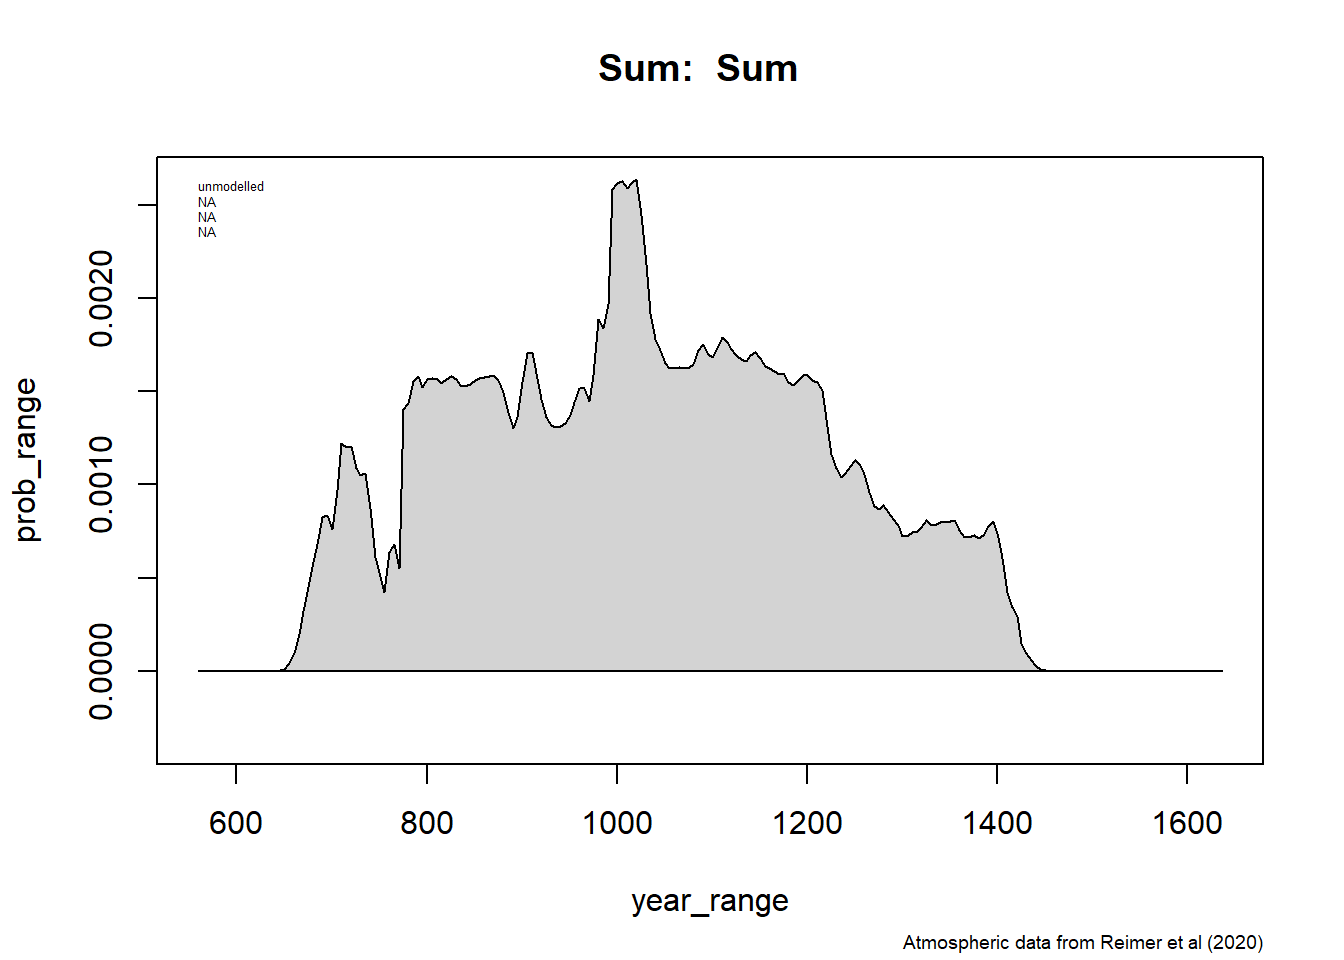 Sum: Sum
unmodelled
NA
NA
NA
prob_range
0.0020
0.0010
0.0000
600 800 1000 1200 1400 1600
year_range
Atmospheric data from Reimer et al (2020)